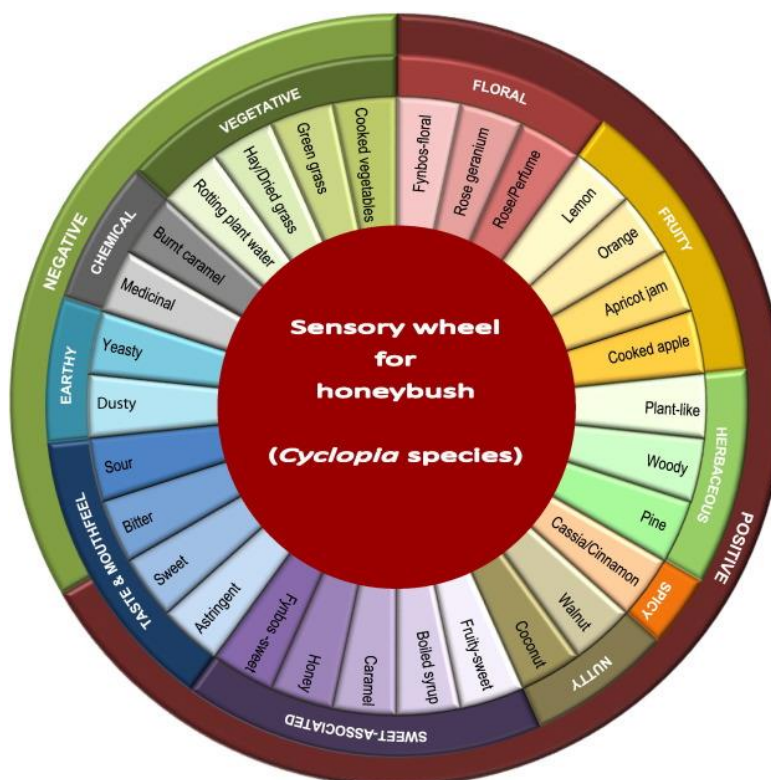 Sensory wheel
for
honeybush
(Cyclopia species)
POSITIVE
FLORAL
Fynbos-floral
Rose geranium
Rose/Perfume
FRUITY
Lemon
Orange
Apricot jam
Cooked apple
HERBACEOUS
Plant-like
Woody
Pine
SPICY
Cassia/Cinnamon
NUTTY
Walnut
Coconut
SWEET-ASSOCIATED
Fruity-sweet
Boiled syrup
Caramel
Honey
Fynbos -sweet
TASTE & MOUTHFEEL
Astringent
Sweet
Bitter
Sour
NEGATIVE
EARTHY
Dusty
Yeasty
CHEMICAL
Medicinal
Burnt caramel
VEGETATIVE
Rotting plant water
Hay/Dried grass
Green grass
Cooked vegetables